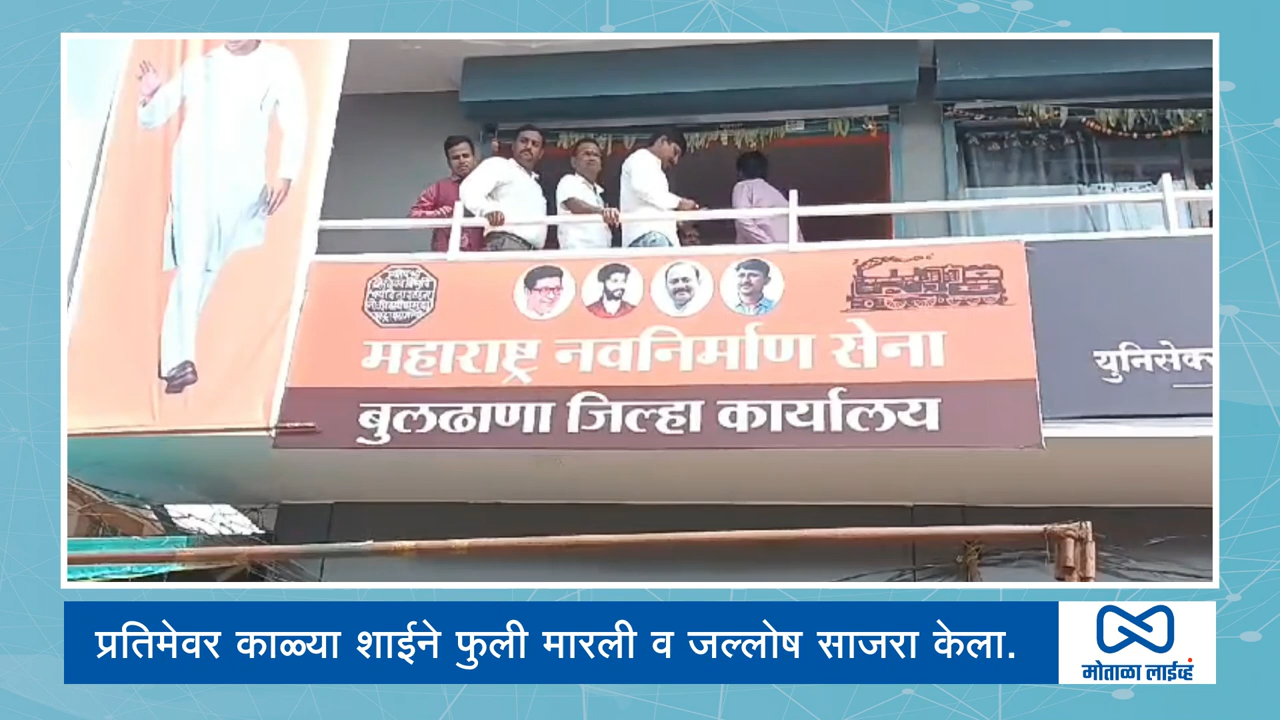 महाराष्ट्र नवनिर्माण सेना
बुलढाणा जिल्हा कार्यालय
युनिसेक्स
प्रतिमेवर काळ्या शाईने फुली मारली व जल्लोष साजरा केला.
मोताळा लाईव्हं